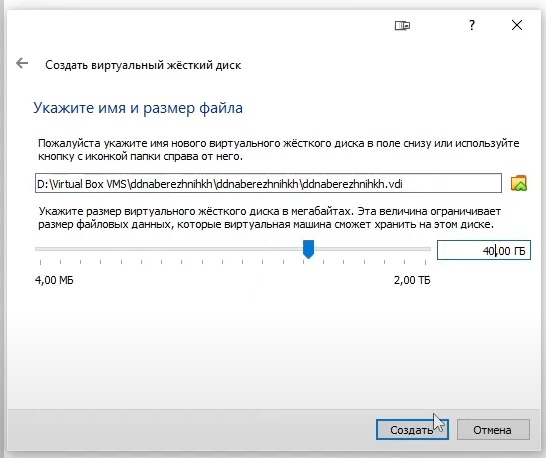 ?
Создать виртуальный жёсткий диск
Укажите имя и размер файла
Пожалуйста укажите имя нового виртуального жёсткого диска в поле снизу или используйте
кнопку с иконкой папки справа от него.
D:\Virtual Box VMS\ddnaberezhnihkh\ddnaberezhnihkh\ddnaberezhnihkh.vdi
Укажите размер виртуального жёсткого диска в мегабайтах. Эта величина ограничивает
размер файловых данных, которые виртуальная машина сможет хранить на этом диске.
40,00 ГБ
4,00 МБ 2,00 ТБ
Создать Отмена